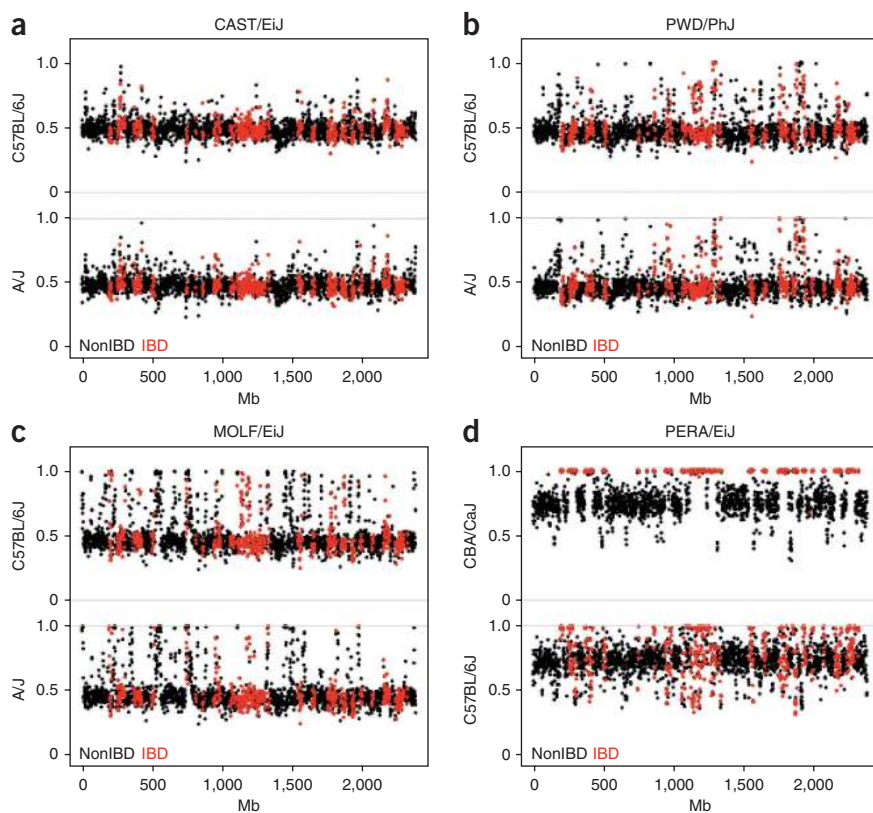 a
CAST/EiJ
C57BL/6J
1.0
0.5
0
A/J
1.0
0.5
0
NonIBD IBD
0 500 1,000 1,500 2,000
Mb
b
PWD/PhJ
C57BL/6J
1.0
0.5
0
A/J
1.0
0.5
0
NonIBD IBD
0 500 1,000 1,500 2,000
Mb
c
MOLF/EiJ
C57BL/6J
1.0
0.5
0
A/J
1.0
0.5
0
NonIBD IBD
0 500 1,000 1,500 2,000
Mb
d
PERA/EiJ
CBA/CaJ
1.0
0.5
0
C57BL/6J
1.0
0.5
0
NonIBD IBD
0 500 1,000 1,500 2,000
Mb